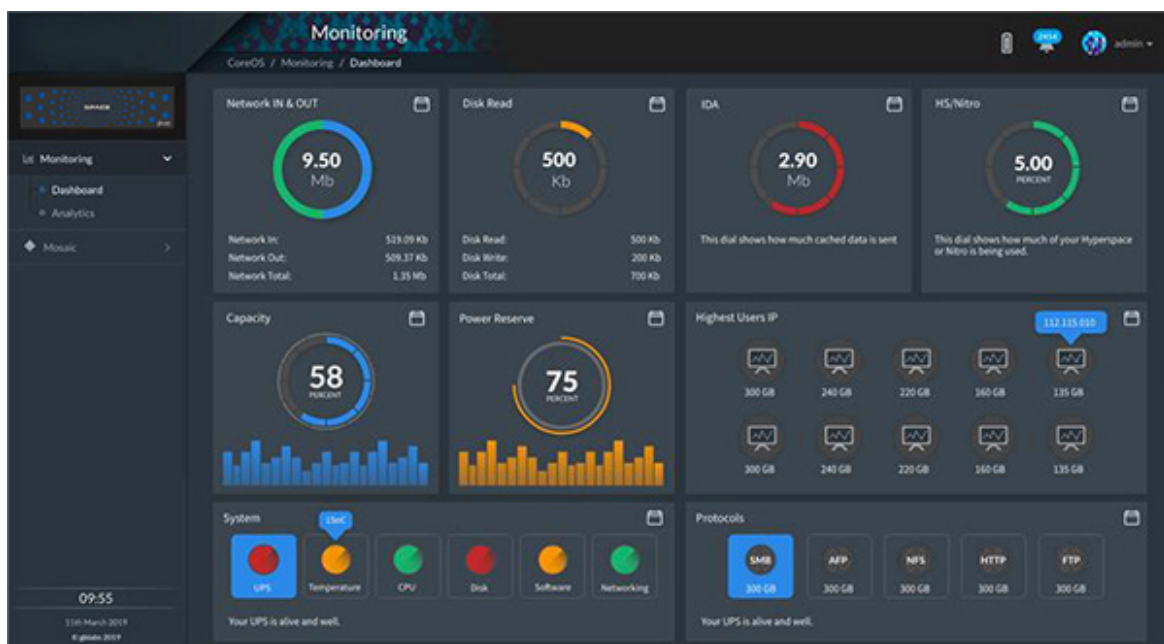 Monitoring
CoreOS / Monitoring / Dashboard
2454
admin
SPACE
Monitoring
Dashboard
Analytics
Mosaic
09:55
11th March 2019
Network IN & OUT
9.50
Mb
Network In: 519.09 Kb
Network Out: 509.37 Kb
Network Total: 1.35 Mb
Disk Read
500
Kb
Disk Read: 500 Kb
Disk Write: 200 Kb
Disk Total: 700 Kb
IDA
2.90
Mb
This dial shows how much cached data is sent
HS/Nitro
5.00
PERCENT
This dial shows how much of your Hyperspace
or Nitro is being used.
Capacity
58
PERCENT
Power Reserve
75
PERCENT
Highest Users IP
112.115.010
300 GB 240 GB 220 GB 160 GB 135 GB
300 GB 240 GB 220 GB 160 GB 135 GB
System
15oC
UPS Temperature CPU Disk Software Networking
Your UPS is alive and well.
Protocols
SMB AFP NFS HTTP FTP
300 GB 300 GB 300 GB 300 GB 300 GB
Your UPS is alive and well.